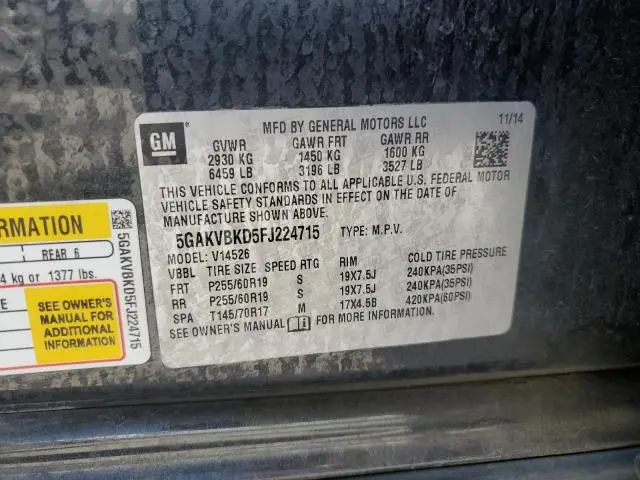 GM
MFD BY GENERAL MOTORS LLC 11/14
GVWR GAWR FRT GAWR RR
2930 KG 1450 KG 1600 KG
6459 LB 3196 LB 3527 LB
THIS VEHICLE CONFORMS TO ALL APPLICABLE U.S. FEDERAL MOTOR
VEHICLE SAFETY STANDARDS IN EFFECT ON THE DATE OF
MANUFACTURE SHOWN ABOVE.
5GAKVBKD5FJ224715 TYPE: M.P.V.
MODEL: V14526
VBBL TIRE SIZE SPEED RTG RIM COLD TIRE PRESSURE
FRT P255/60R19 S 19X7.5J 240KPA(35PSI)
RR P255/60R19 S 19X7.5J 240KPA(35PSI)
SPA T145/70R17 M 17X4.5B 420KPA(60PSI)
SEE OWNER'S MANUAL FOR MORE INFORMATION.
ORMATION
REAR 6
4 kg or 1377 lbs.
SEE OWNER'S
MANUAL FOR
ADDITIONAL
INFORMATION
5GAKVBKD5FJ224715